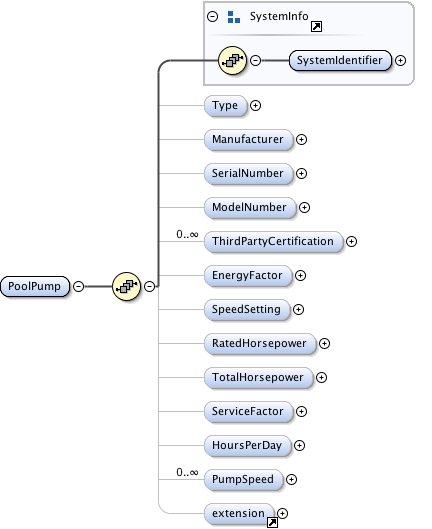 SystemInfo
SystemIdentifier
Type
Manufacturer
SerialNumber
ModelNumber
0..∞
ThirdPartyCertification
PoolPump
EnergyFactor
SpeedSetting
RatedHorsepower
TotalHorsepower
ServiceFactor
HoursPerDay
0..∞
PumpSpeed
extension